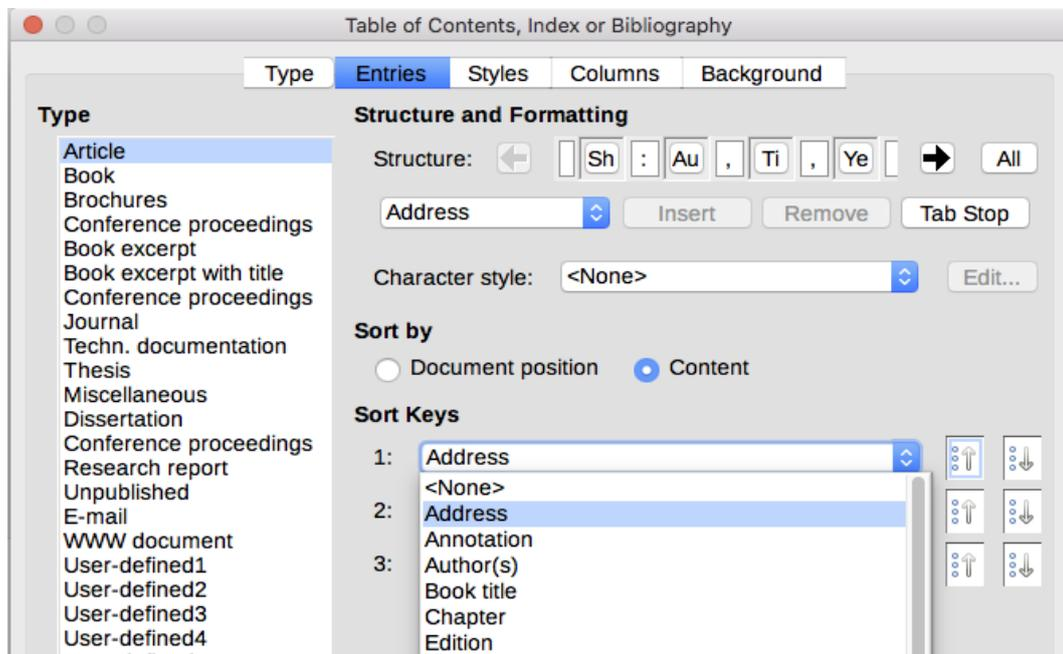 Table of Contents, Index or Bibliography
Type Entries Styles Columns Background
Type
Article
Book
Brochures
Conference proceedings
Book excerpt
Book excerpt with title
Conference proceedings
Journal
Techn. documentation
Thesis
Miscellaneous
Dissertation
Conference proceedings
Research report
Unpublished
E-mail
WWW document
User-defined1
User-defined2
User-defined3
User-defined4
Structure and Formatting
Structure: Sh : Au , Ti , Ye All
Address Insert Remove Tab Stop
Character style: <None> Edit...
Sort by
Document position Content
Sort Keys
1: Address
<None>
2: Address
Annotation
3: Author(s)
Book title
Chapter
Edition